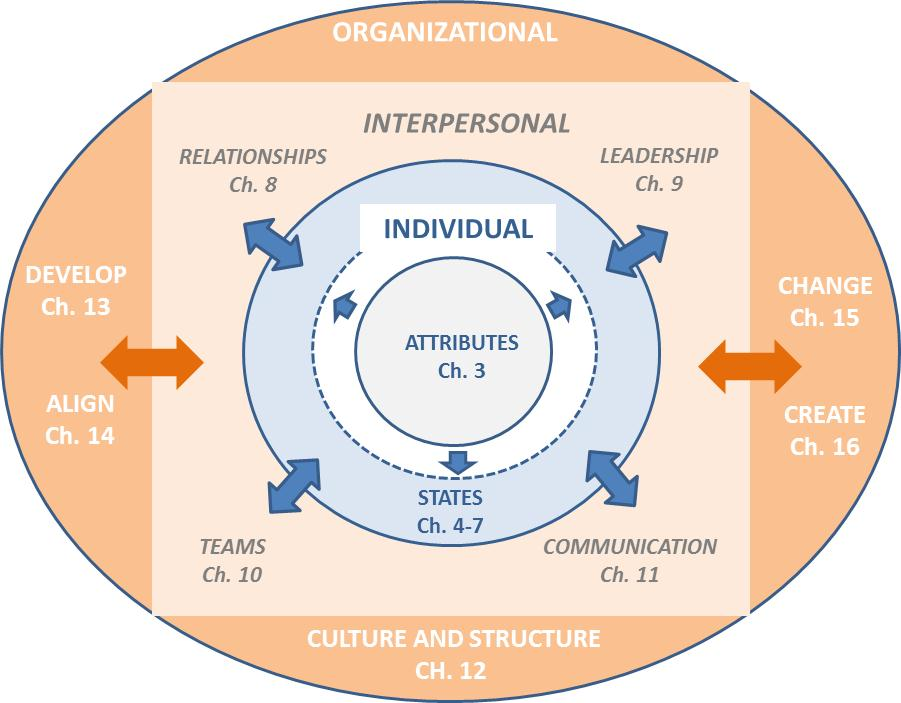 ORGANIZATIONAL
INTERPERSONAL
RELATIONSHIPS
Ch. 8
LEADERSHIP
Ch. 9
INDIVIDUAL
DEVELOP
Ch. 13
CHANGE
Ch. 15
ATTRIBUTES
Ch. 3
ALIGN
Ch. 14
CREATE
Ch. 16
STATES
Ch. 4-7
TEAMS
Ch. 10
COMMUNICATION
Ch. 11
CULTURE AND STRUCTURE
CH. 12